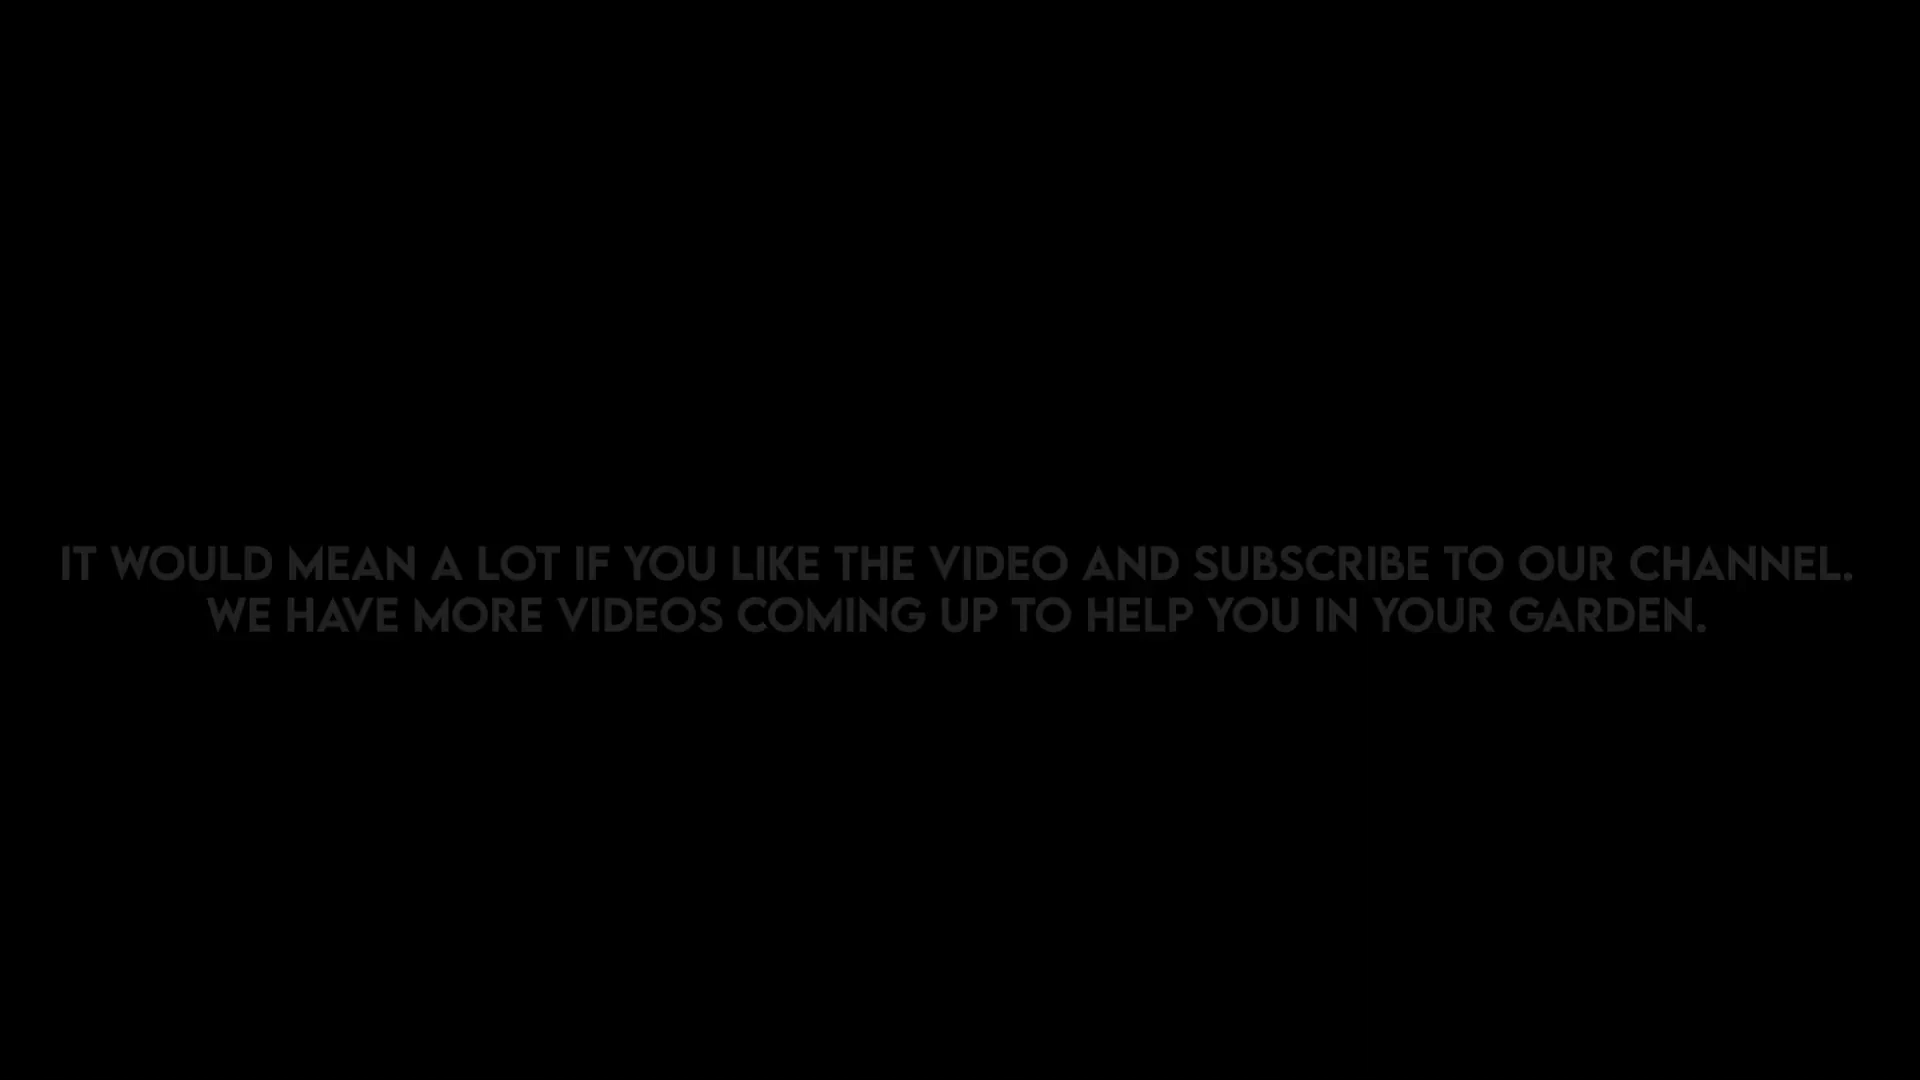 IT WOULD MEAN A LOT IF YOU LIKE THE VIDEO AND SUBSCRIBE TO OUR CHANNEL.
WE HAVE MORE VIDEOS COMING UP TO HELP YOU IN YOUR GARDEN.